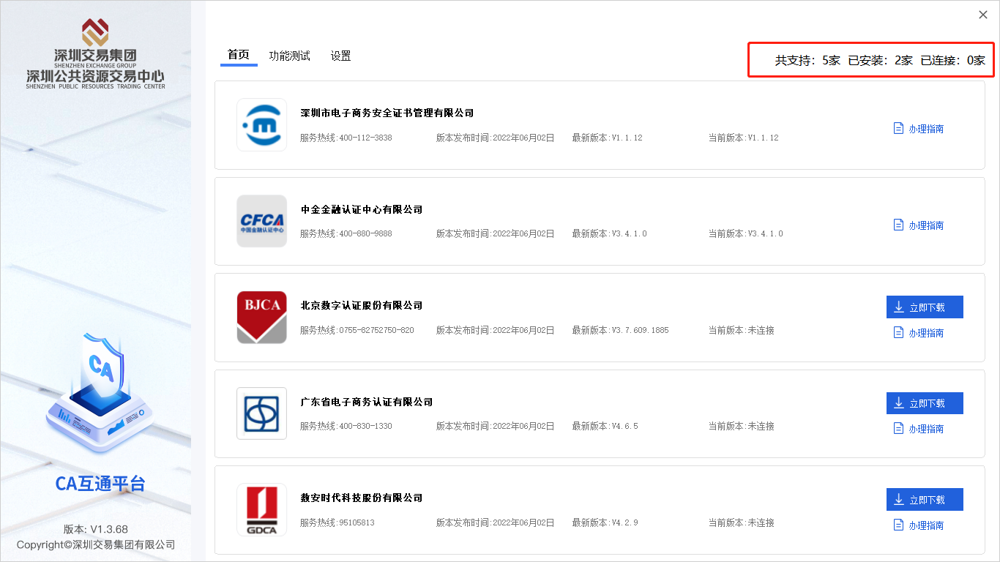 深圳交易集团
SHENZHEN EXCHANGE GROUP
深圳公共资源交易中心
SHENZHEN PUBLIC RESOURCES TRADING CENTER
CA
CA互通平台
版本: V1.3.68
Copyright©深圳交易集团有限公司
首页 功能测试 设置
共支持：5家 已安装：2家 已连接：0家
深圳市电子商务安全证书管理有限公司
服务热线:400-112-3838 版本发布时间:2022年06月02日 最新版本:V1.1.12 当前版本:V1.1.12
办理指南
CFCA
中国金融认证中心
中金金融认证中心有限公司
服务热线:400-880-9888 版本发布时间:2022年06月02日 最新版本:V3.4.1.0 当前版本:V3.4.1.0
办理指南
BJCA
北京数字认证股份有限公司
服务热线:0755-82752750-820 版本发布时间:2022年06月02日 最新版本:V3.7.609.1885 当前版本:未连接
立即下载
办理指南
广东省电子商务认证有限公司
服务热线:400-830-1330 版本发布时间:2022年06月02日 最新版本:V4.6.5 当前版本:未连接
立即下载
办理指南
GDCA
数安时代科技股份有限公司
服务热线:95105813 版本发布时间:2022年06月02日 最新版本:V4.2.9 当前版本:未连接
立即下载
办理指南